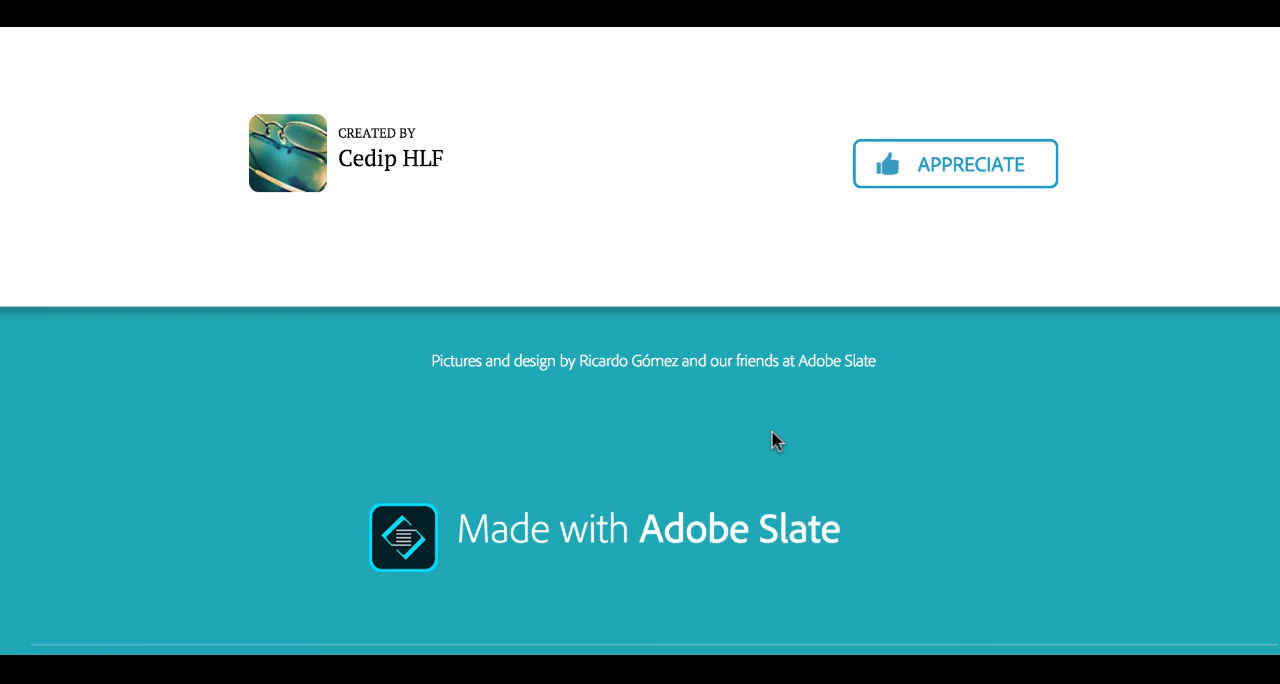 CREATED BY
Cedip HLF
APPRECIATE
Pictures and design by Ricardo Gómez and our friends at Adobe Slate
Made with Adobe Slate